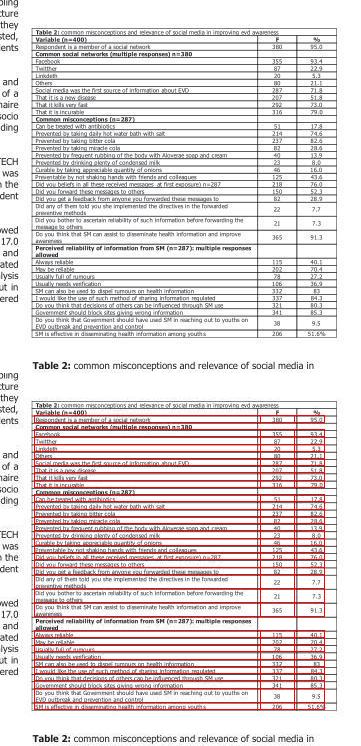 pling
cture
they
sted,
lents
Table 2: common misconceptions and relevance of social media in improving evd awareness
Variable (n=400) F %
Respondent is a member of a social network 380 95.0
Common social networks (multiple responses) n=380
Facebook 355 93.4
Twitther 87 22.9
Linkdeth 20 5.3
Others 80 21.1
Social media was the first source of information about EVD 287 71.8
That it is a new disease 207 51.8
That it kills very fast 292 73.0
That it is incurable 316 79.0
Common misconceptions (n=287)
Can be treated with antibiotics 51 17.8
Prevented by taking daily hot water bath with salt 214 74.6
Prevented by taking bitter cola 237 82.6
Prevented by taking miracle cola 82 28.6
Prevented by frequent rubbing of the body with Aloverose soap and cream 40 13.9
Prevented by drinking plenty of condensed milk 23 8.0
Curable by taking appreciable quantity of onions 46 16.0
Preventable by not shaking hands with friends and colleagues 125 43.6
Did you beliefs in all these received messages (at first exposure) n=287 218 76.0
Did you forward these messages to 150 52.3
Did you get a feedback from anyone you forwarded these messages to 82 28.9
Did any of them told you she implemented the directives in the forwarded
preventive methods 22 7.7
Did you bother to ascertain reliability of such information before forwarding the
message to others 21 7.3
Do you think that SM can assist to disseminate health information and improve
awareness 365 91.3
Perceived reliability of information from SM (n=287): multiple responses
allowed
Always reliable 115 40.1
May be reliable 202 70.4
Usually full of rumours 78 27.2
Usually needs verification 106 36.9
SM can also be used to dispel rumours on health information 332 83
I would like the use of such method of sharing information regulated 337 84.3
Do you think that decisions of others can be influenced through SM use 321 80.3
Government should block sites giving wrong information 341 85.3
Do you think that Government should have used SM in reaching out to youths on
EVD outbreak and prevention and control 38 9.5
SM is effective in disseminating health information among youths 206 51.6%
and
of a
naire
socio
ding
TECH
was
n the
dent
owed
17.0
and
ated
lysis
ut in
ered
Table 2: common misconceptions and relevance of social media in
pling
cture
they
sted,
lents
Table 2: common misconceptions and relevance of social media in improving evd awareness
Variable (n=400) F %
Respondent is a member of a social network 380 95.0
Common social networks (multiple responses) n=380
Facebook 355 93.4
Twitther 87 22.9
Linkdeth 20 5.3
Others 80 21.1
Social media was the first source of information about EVD 287 71.8
That it is a new disease 207 51.8
That it kills very fast 292 73.0
That it is incurable 316 79.0
Common misconceptions (n=287)
Can be treated with antibiotics 51 17.8
Prevented by taking daily hot water bath with salt 214 74.6
Prevented by taking bitter cola 237 82.6
Prevented by taking miracle cola 82 28.6
Prevented by frequent rubbing of the body with Aloverose soap and cream 40 13.9
Prevented by drinking plenty of condensed milk 23 8.0
Curable by taking appreciable quantity of onions 46 16.0
Preventable by not shaking hands with friends and colleagues 125 43.6
Did you beliefs in all these received messages (at first exposure) n=287 218 76.0
Did you forward these messages to 150 52.3
Did you get a feedback from anyone you forwarded these messages to 82 28.9
Did any of them told you she implemented the directives in the forwarded
preventive methods 22 7.7
Did you bother to ascertain reliability of such information before forwarding the
message to others 21 7.3
Do you think that SM can assist to disseminate health information and improve
awareness 365 91.3
Perceived reliability of information from SM (n=287): multiple responses
allowed
Always reliable 115 40.1
May be reliable 202 70.4
Usually full of rumours 78 27.2
Usually needs verification 106 36.9
SM can also be used to dispel rumours on health information 332 83
I would like the use of such method of sharing information regulated 337 84.3
Do you think that decisions of others can be influenced through SM use 321 80.3
Government should block sites giving wrong information 341 85.3
Do you think that Government should have used SM in reaching out to youths on
EVD outbreak and prevention and control 38 9.5
SM is effective in disseminating health information among youths 206 51.6%
and
of a
naire
socio
ding
TECH
was
n the
dent
owed
17.0
and
ated
lysis
ut in
ered
Table 2: common misconceptions and relevance of social media in